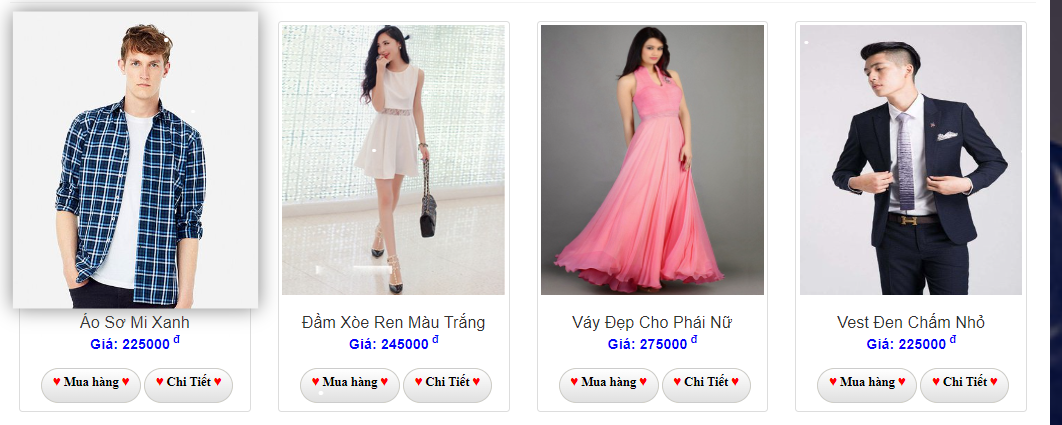 Áo Sơ Mi Xanh
Giá: 225000 đ
♥ Mua hàng ♥
♥ Chi Tiết ♥
Đầm Xòe Ren Màu Trắng
Giá: 245000 đ
♥ Mua hàng ♥
♥ Chi Tiết ♥
Váy Đẹp Cho Phái Nữ
Giá: 275000 đ
♥ Mua hàng ♥
♥ Chi Tiết ♥
Vest Đen Chấm Nhỏ
Giá: 225000 đ
♥ Mua hàng ♥
♥ Chi Tiết ♥